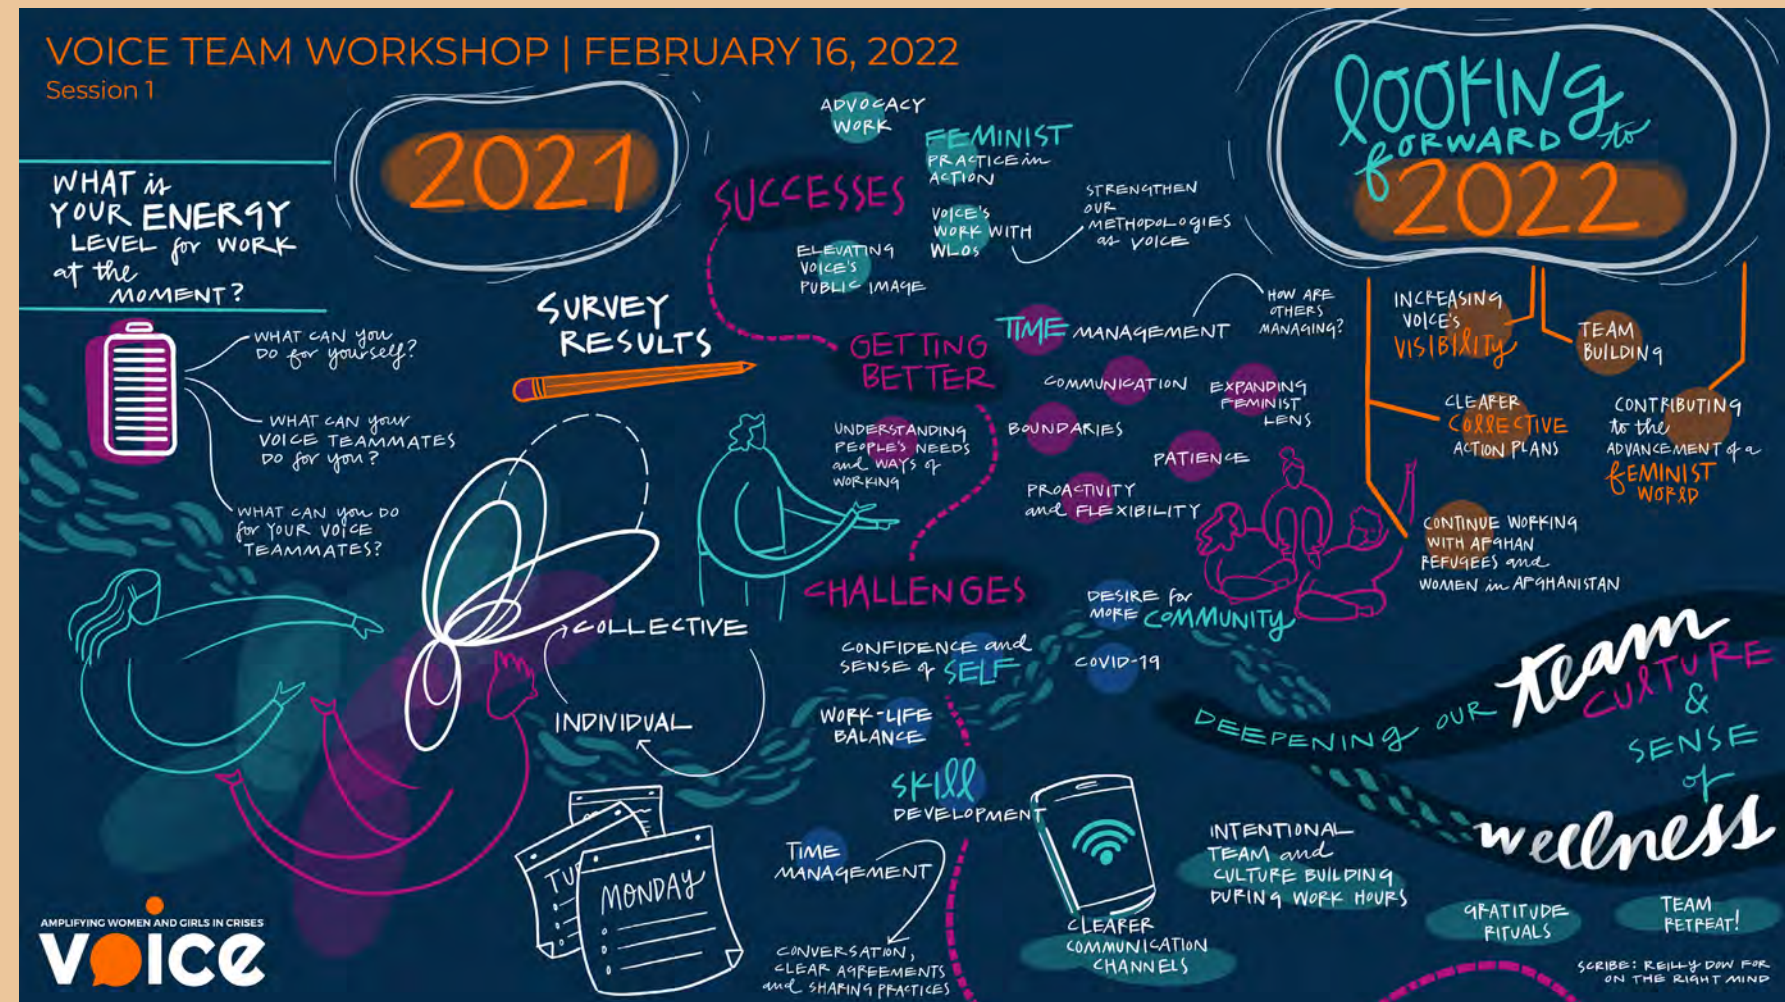 VOICE TEAM WORKSHOP | FEBRUARY 16, 2022
Session 1
WHAT is
YOUR ENERGY
LEVEL for WORK
at the
MOMENT?
WHAT CAN you
DO for yourself?
WHAT CAN your
VOICE TEAMMATES
DO for you?
WHAT CAN you DO
for YOUR VOICE
TEAMMATES?
2021
SURVEY
RESULTS
COLLECTIVE
INDIVIDUAL
SUCCESSES
ADVOCACY
WORK
FEMINIST
PRACTICE in
ACTION
VOICE'S
WORK WITH
WLOs
STRENGTHEN
OUR
METHODOLOGIES
as VOICE
ELEVATING
VOICE'S
PUBLIC IMAGE
GETTING
BETTER
TIME MANAGEMENT
HOW ARE
OTHERS
MANAGING?
COMMUNICATION
EXPANDING
FEMINIST
LENS
UNDERSTANDING
PEOPLE'S NEEDS
and WAYS of
WORKING
BOUNDARIES
PATIENCE
PROACTIVITY
and FLEXIBILITY
CHALLENGES
DESIRE for
MORE COMMUNITY
CONFIDENCE and
SENSE of SELF
COVID-19
WORK-LIFE
BALANCE
SKILL
DEVELOPMENT
TIME
MANAGEMENT
CONVERSATION,
CLEAR AGREEMENTS
and SHARING PRACTICES
TU
MONDAY
LOOKING
FORWARD to
2022
INCREASING
VOICE'S
VISIBILITY
TEAM
BUILDING
CLEARER
COLLECTIVE
ACTION PLANS
CONTRIBUTING
to the
ADVANCEMENT of a
FEMINIST
WORLD
CONTINUE WORKING
WITH AFGHAN
REFUGEES and
WOMEN in AFGHANISTAN
DEEPENING OUR team
CULTURE
&
SENSE
of
wellness
CLEARER
COMMUNICATION
CHANNELS
INTENTIONAL
TEAM and
CULTURE BUILDING
DURING WORK HOURS
GRATITUDE
RITUALS
TEAM
RETREAT!
SCRIBE: REILLY DOW FOR
ON THE RIGHT MIND
AMPLIFYING WOMEN AND GIRLS IN CRISES
VOICE